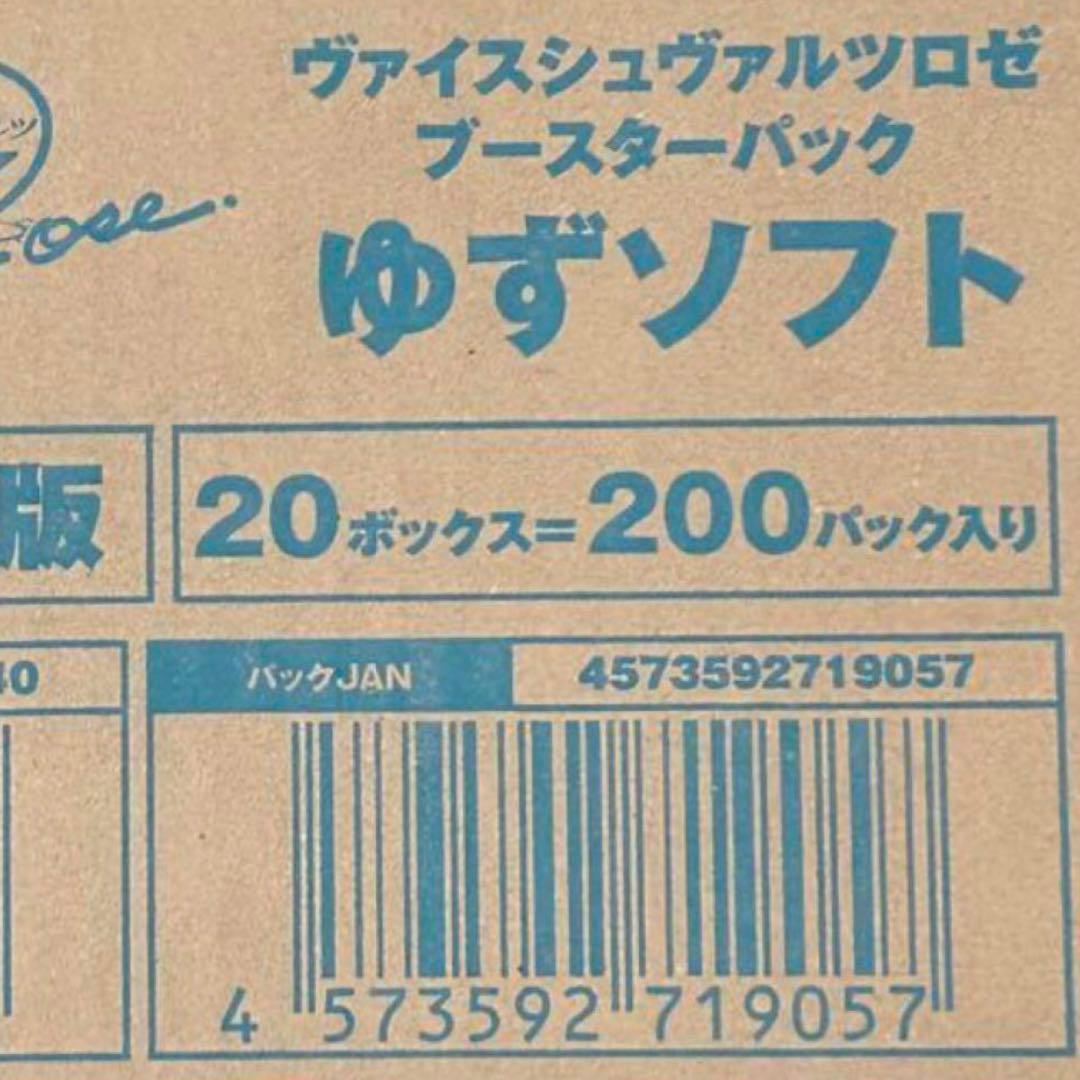 ヴァイスシュヴァルツロゼ
ブースターパック
ゆずソフト
ose.
版
20ボックス=200パック入り
40
パックJAN
4573592719057
4 573592 719057